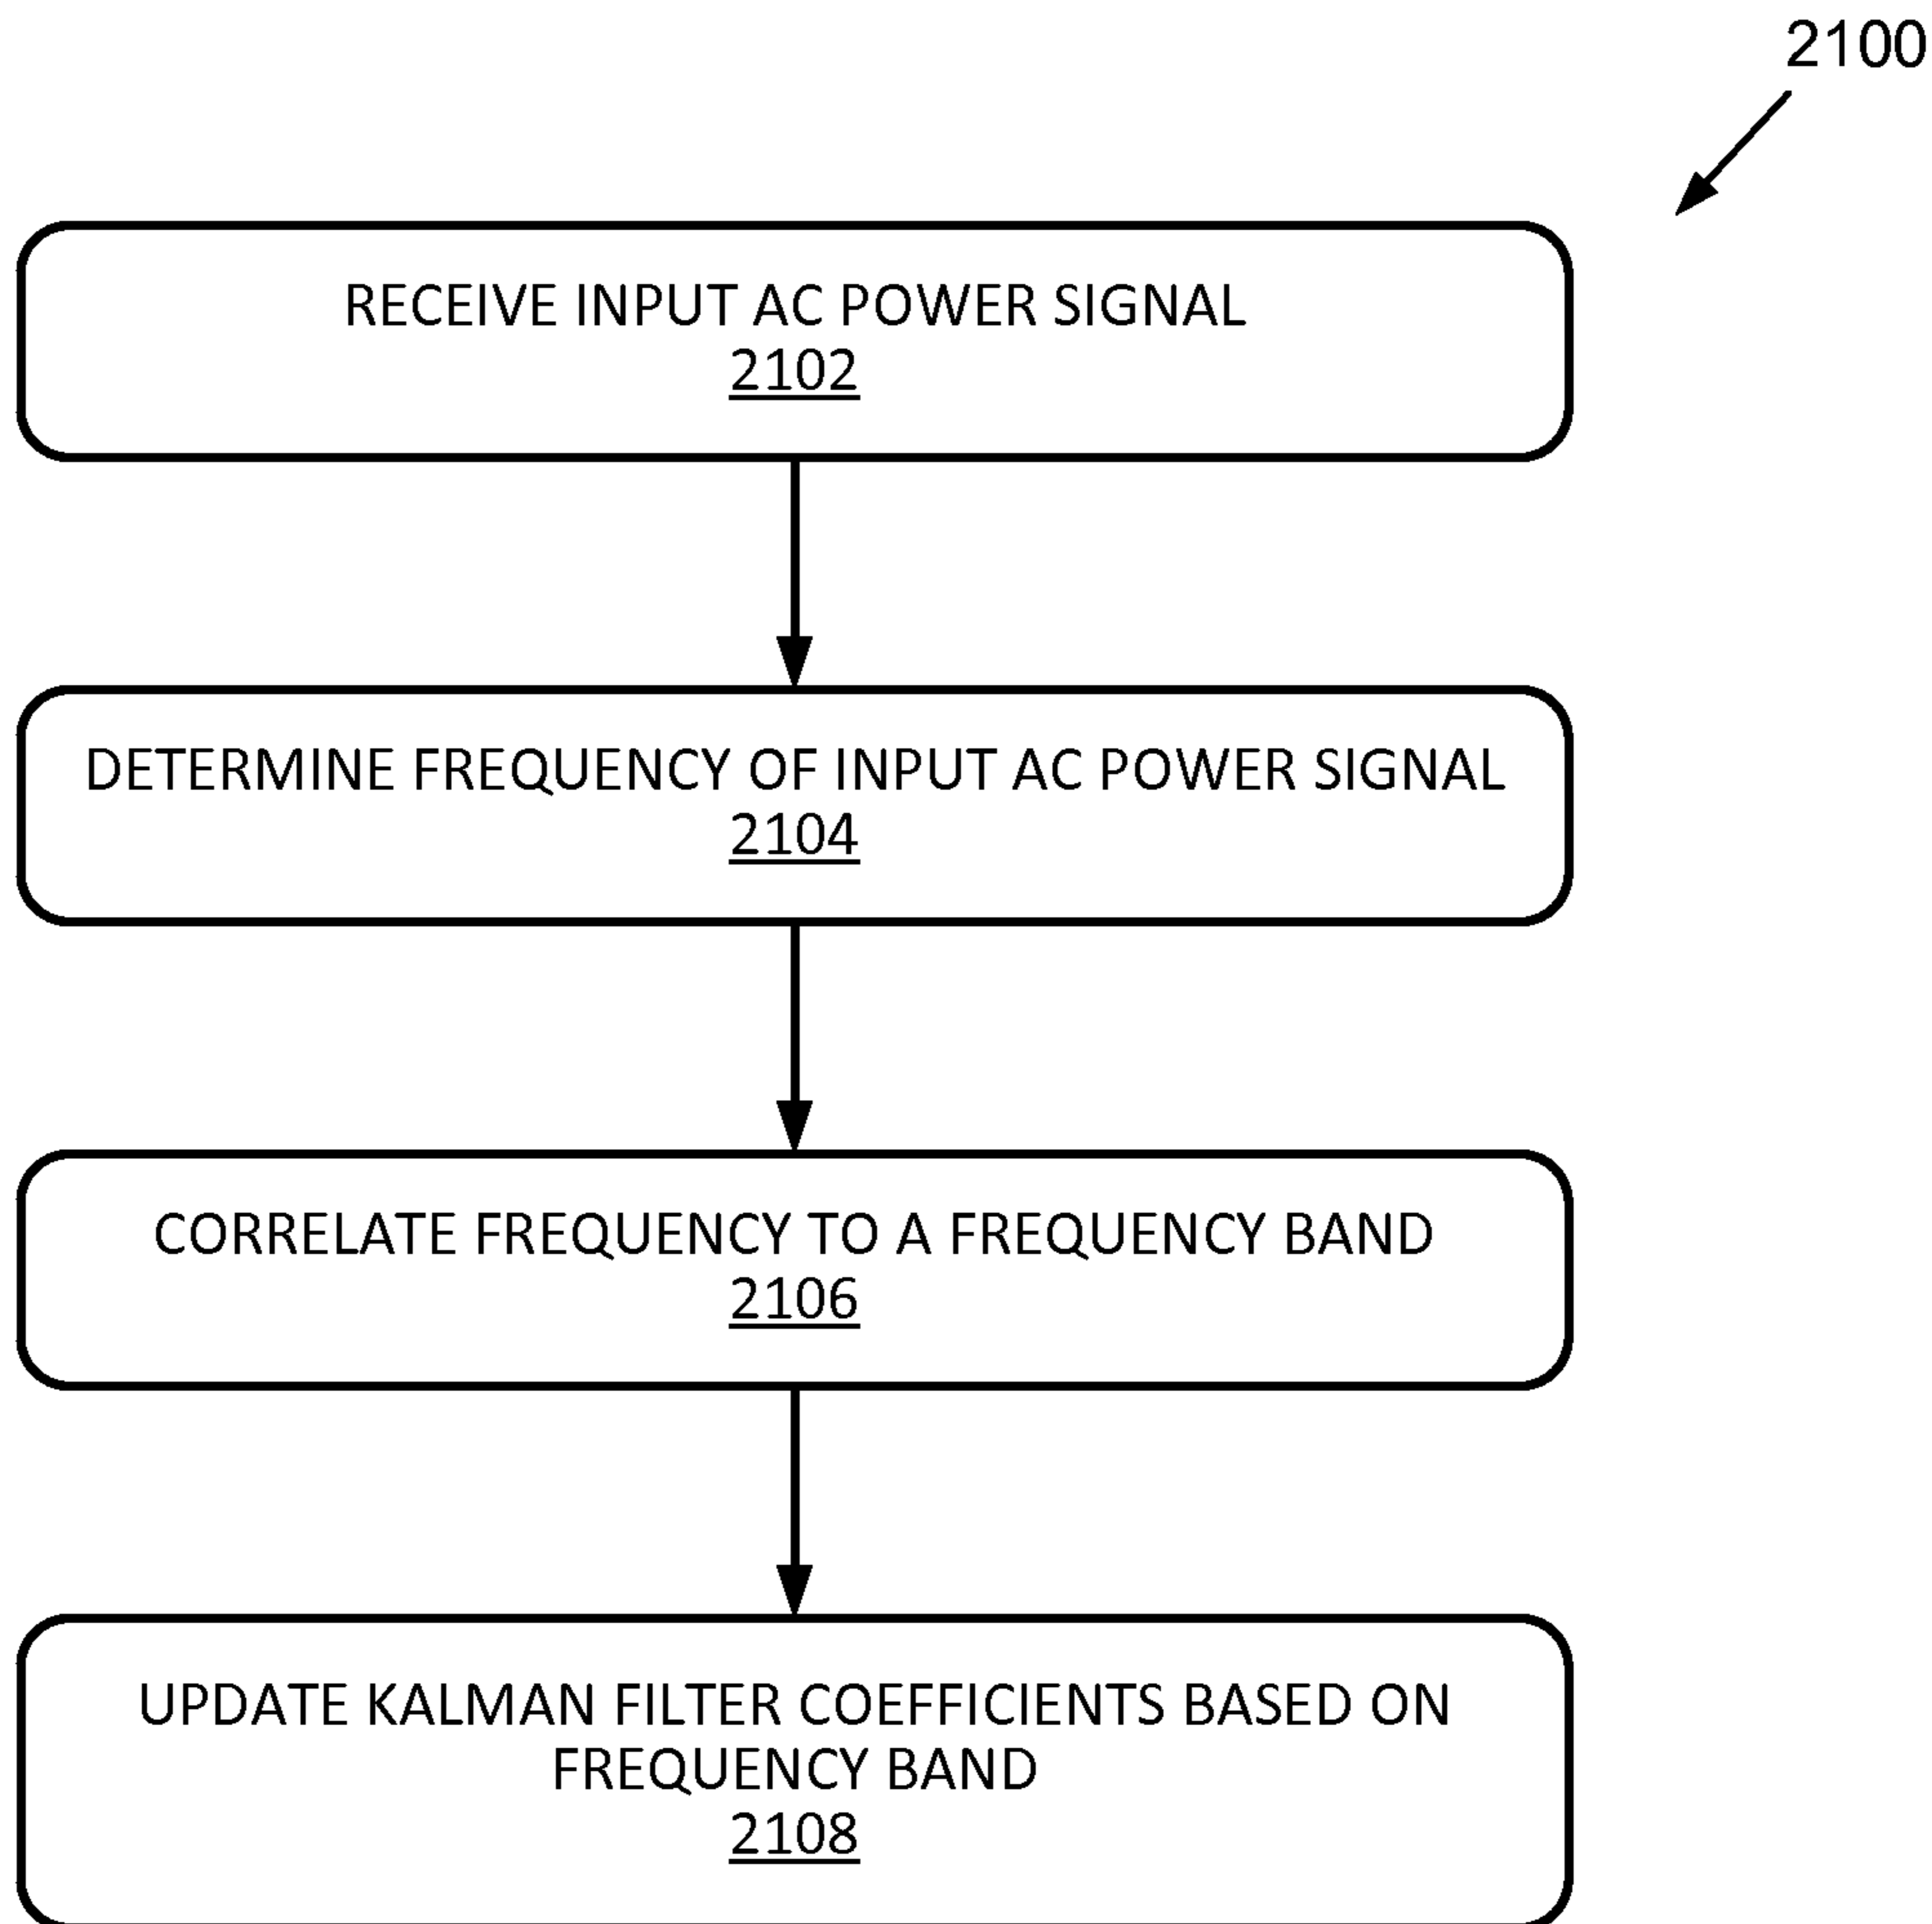 2100
RECEIVE INPUT AC POWER SIGNAL
2102
DETERMINE FREQUENCY OF INPUT AC POWER SIGNAL
2104
CORRELATE FREQUENCY TO A FREQUENCY BAND
2106
UPDATE KALMAN FILTER COEFFICIENTS BASED ON
FREQUENCY BAND
2108